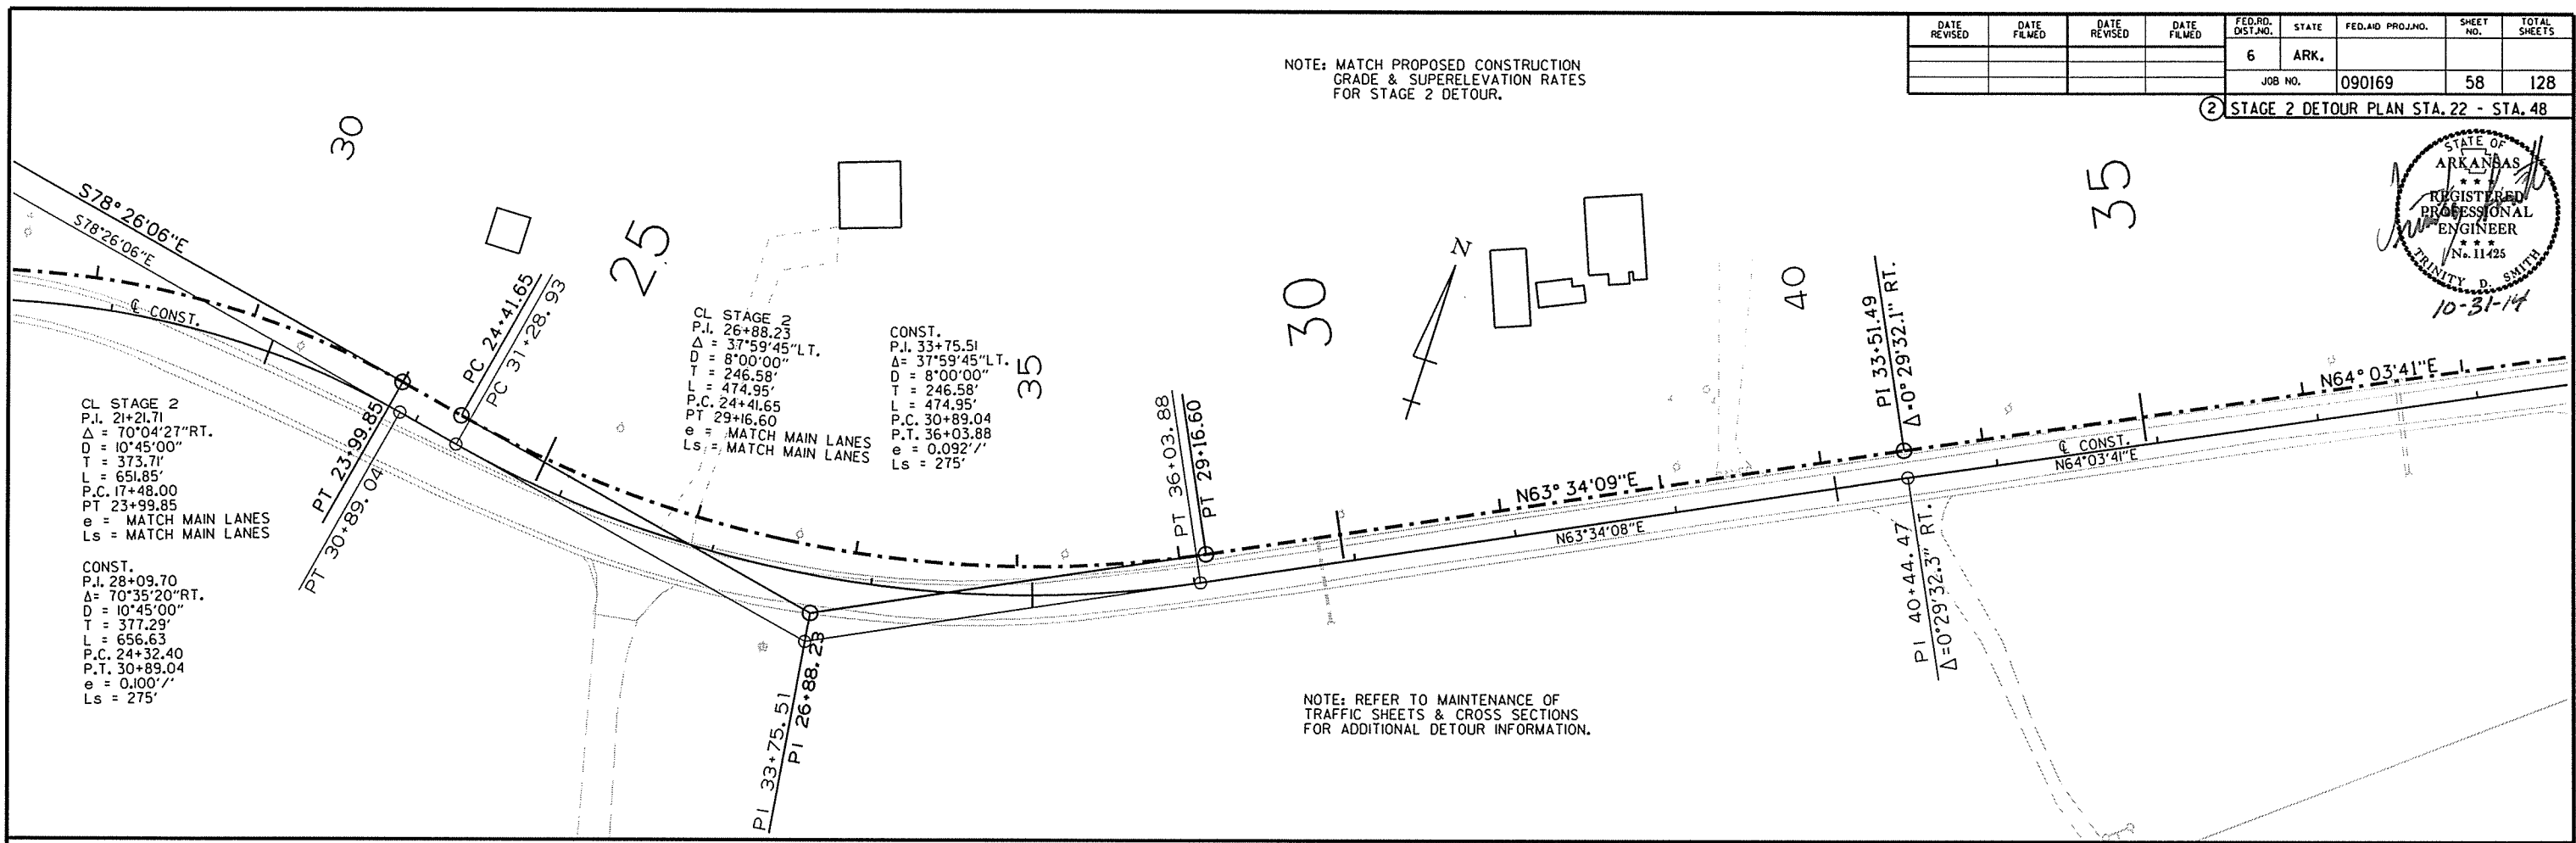 DATE REVISED
DATE FILMED
DATE REVISED
DATE FILMED
FED.RD. DIST.NO.
STATE
FED.AID PROJ.NO.
SHEET NO.
TOTAL SHEETS
6
ARK.
JOB NO.
090169
58
128
2
STAGE 2 DETOUR PLAN STA. 22 - STA. 48
NOTE: MATCH PROPOSED CONSTRUCTION
GRADE & SUPERELEVATION RATES
FOR STAGE 2 DETOUR.
STATE OF
ARKANSAS
★ ★ ★
REGISTERED
PROFESSIONAL
ENGINEER
★ ★ ★
No. 11425
TRINITY D. SMITH
10-31-14
30
25
35
30
40
35
N
S78°26'06"E
S78°26'06"E
℄ CONST.
PC 24+41.65
PC 31+28.93
PT 23+99.85
PT 30+89.04
CL STAGE 2
P.I. 21+21.71
Δ = 70°04'27"RT.
D = 10°45'00"
T = 373.71'
L = 651.85'
P.C. 17+48.00
PT 23+99.85
e = MATCH MAIN LANES
Ls = MATCH MAIN LANES
CONST.
P.I. 28+09.70
Δ= 70°35'20"RT.
D = 10°45'00"
T = 377.29'
L = 656.63
P.C. 24+32.40
P.T. 30+89.04
e = 0.100'/'
Ls = 275'
CL STAGE 2
P.I. 26+88.23
Δ = 37°59'45"LT.
D = 8°00'00"
T = 246.58'
L = 474.95'
P.C. 24+41.65
PT 29+16.60
e = MATCH MAIN LANES
Ls = MATCH MAIN LANES
CONST.
P.I. 33+75.51
Δ= 37°59'45"LT.
D = 8°00'00"
T = 246.58'
L = 474.95'
P.C. 30+89.04
P.T. 36+03.88
e = 0.092'/'
Ls = 275'
PI 33+75.51
PI 26+88.23
PT 36+03.88
PT 29+16.60
N63°34'09"E
N63°34'08"E
PI 33+51.49
Δ=0°29'32.1" RT.
PI 40+44.47
Δ=0°29'32.3" RT.
℄ CONST.
N64°03'41"E
N64°03'41"E
NOTE: REFER TO MAINTENANCE OF
TRAFFIC SHEETS & CROSS SECTIONS
FOR ADDITIONAL DETOUR INFORMATION.